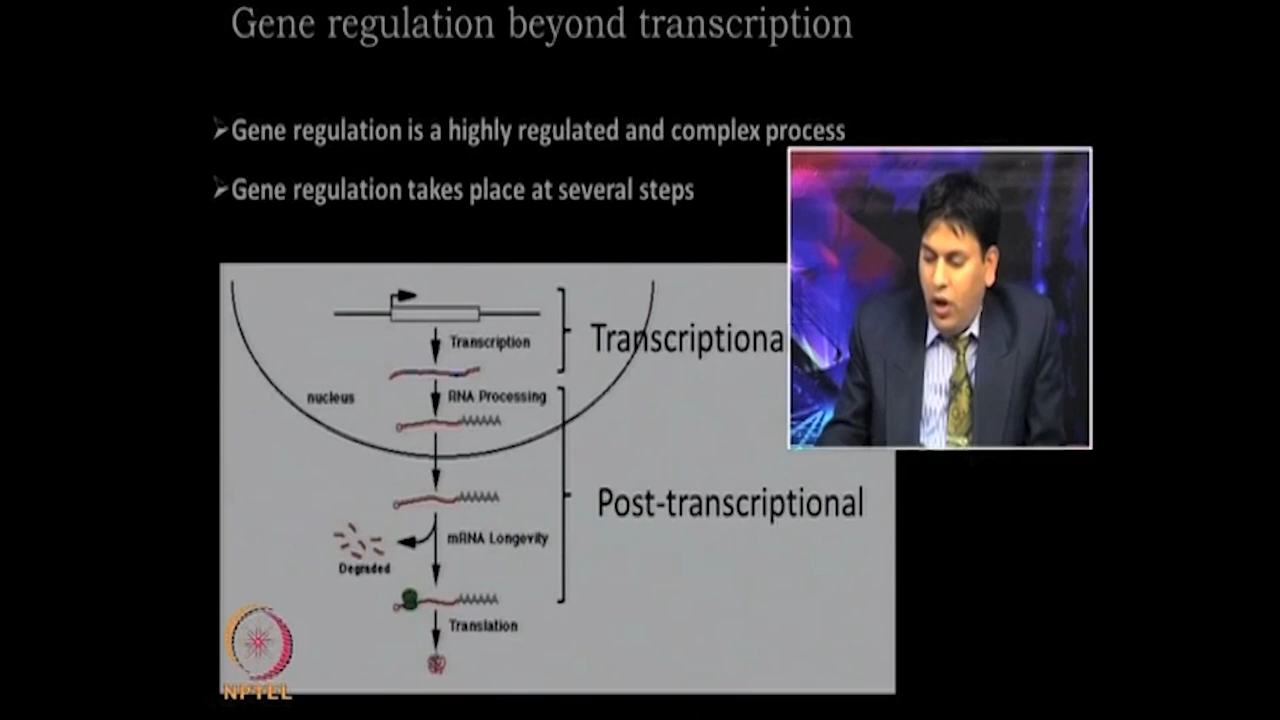 Gene regulation beyond transcription
➢Gene regulation is a highly regulated and complex process
➢Gene regulation takes place at several steps
Transcription
Transcriptiona
nucleus
RNA Processing
Post-transcriptional
mRNA Longevity
Degraded
Translation
NPTEL